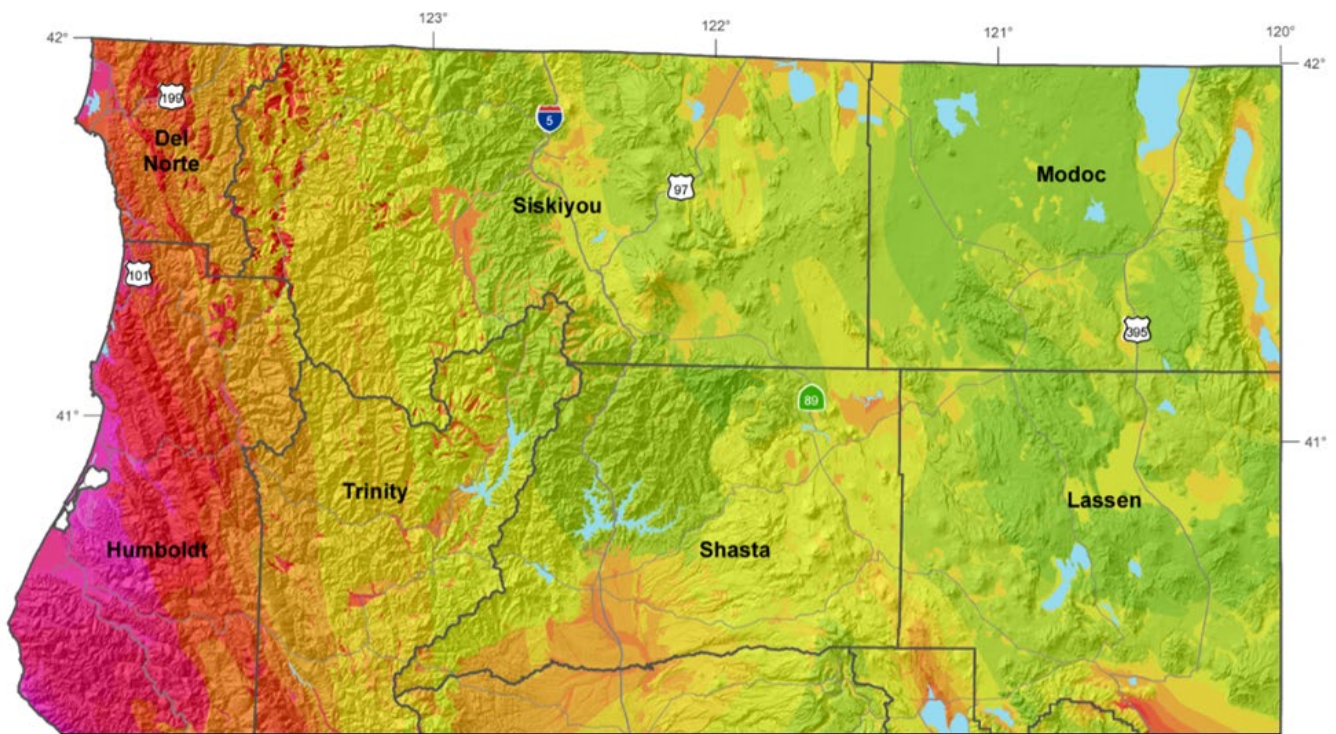 123°
122°
121°
120°
42°
42°
199
5
Del
Norte
Modoc
97
Siskiyou
101
395
89
41°
41°
Trinity
Lassen
Humboldt
Shasta